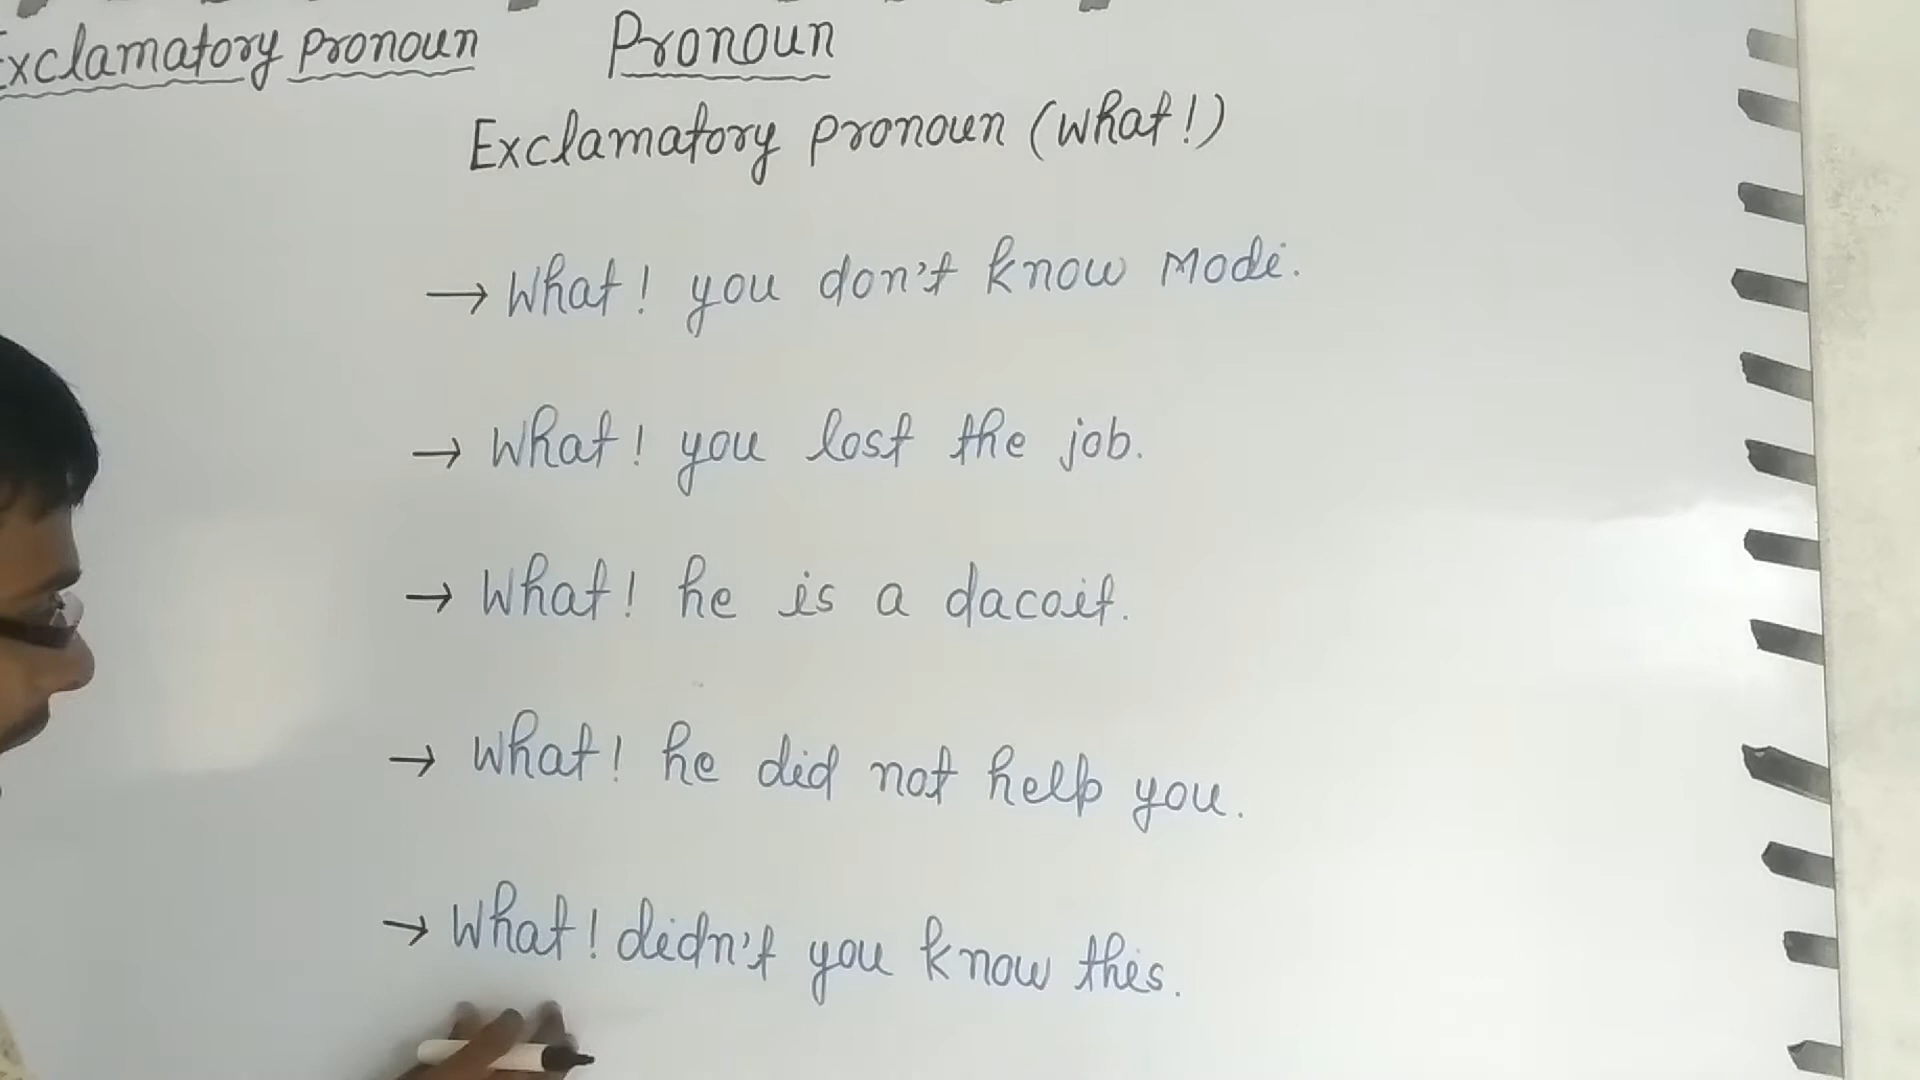 Exclamatory pronoun
Pronoun
Exclamatory pronoun (what!)
→ What! you don't know Modi.
→ What! you lost the job.
→ What! he is a dacoit.
→ What! he did not help you.
→ What! didn't you know this.